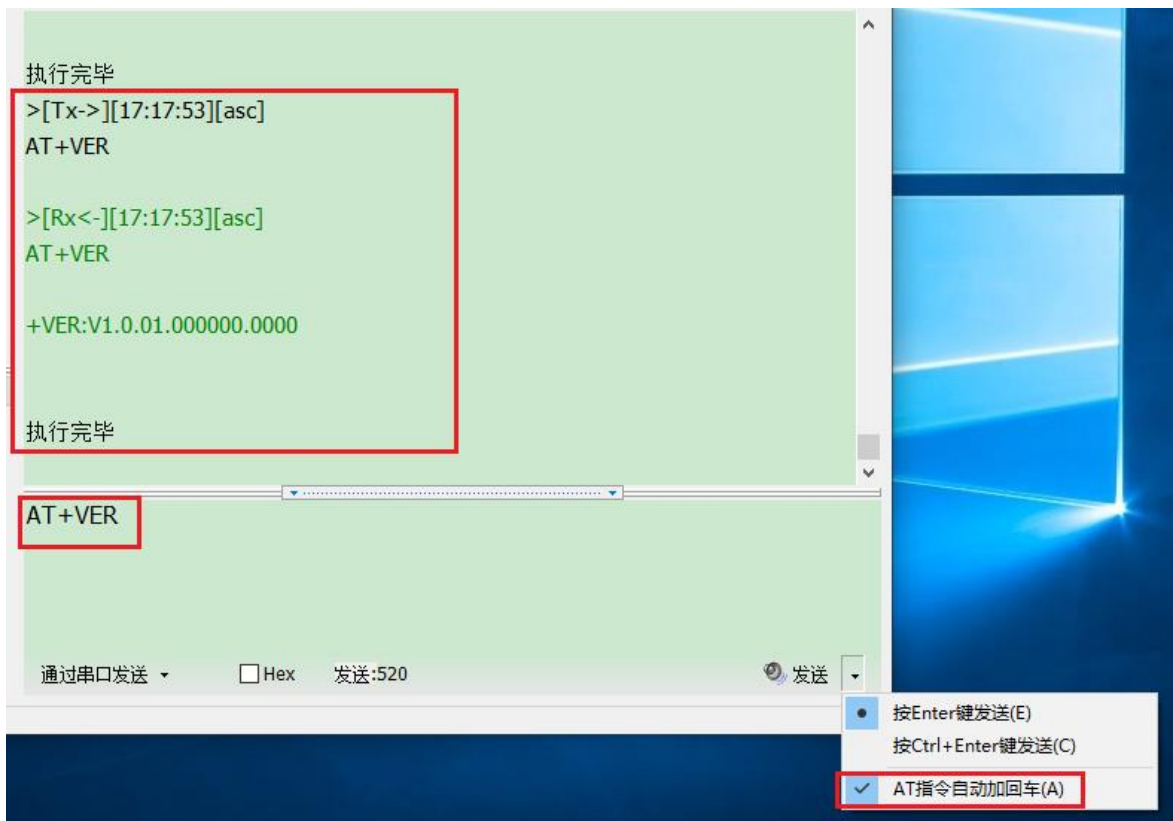 执行完毕
>[Tx->][17:17:53][asc]
AT+VER
>[Rx<-][17:17:53][asc]
AT+VER
+VER:V1.0.01.000000.0000
执行完毕
AT+VER
通过串口发送 Hex 发送:520 发送
按Enter键发送(E)
按Ctrl+Enter键发送(C)
AT指令自动加回车(A)